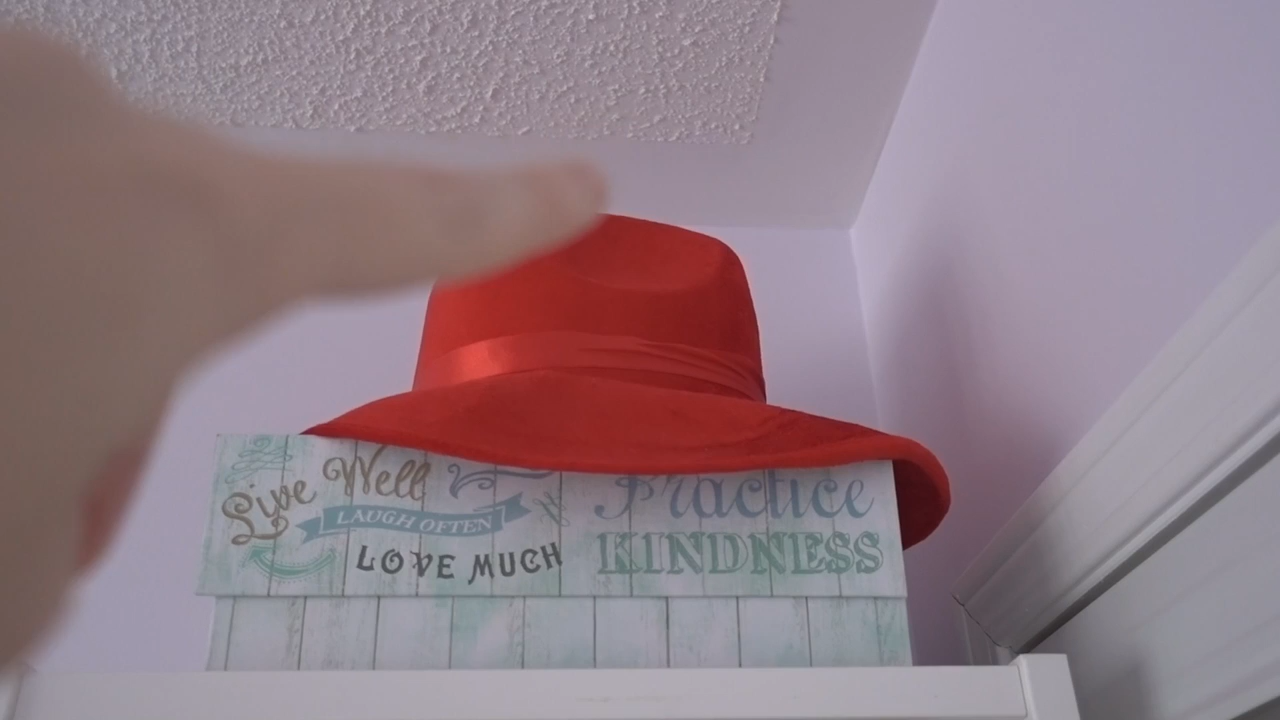 Live Well
LAUGH OFTEN
LOVE MUCH
Practice
KINDNESS